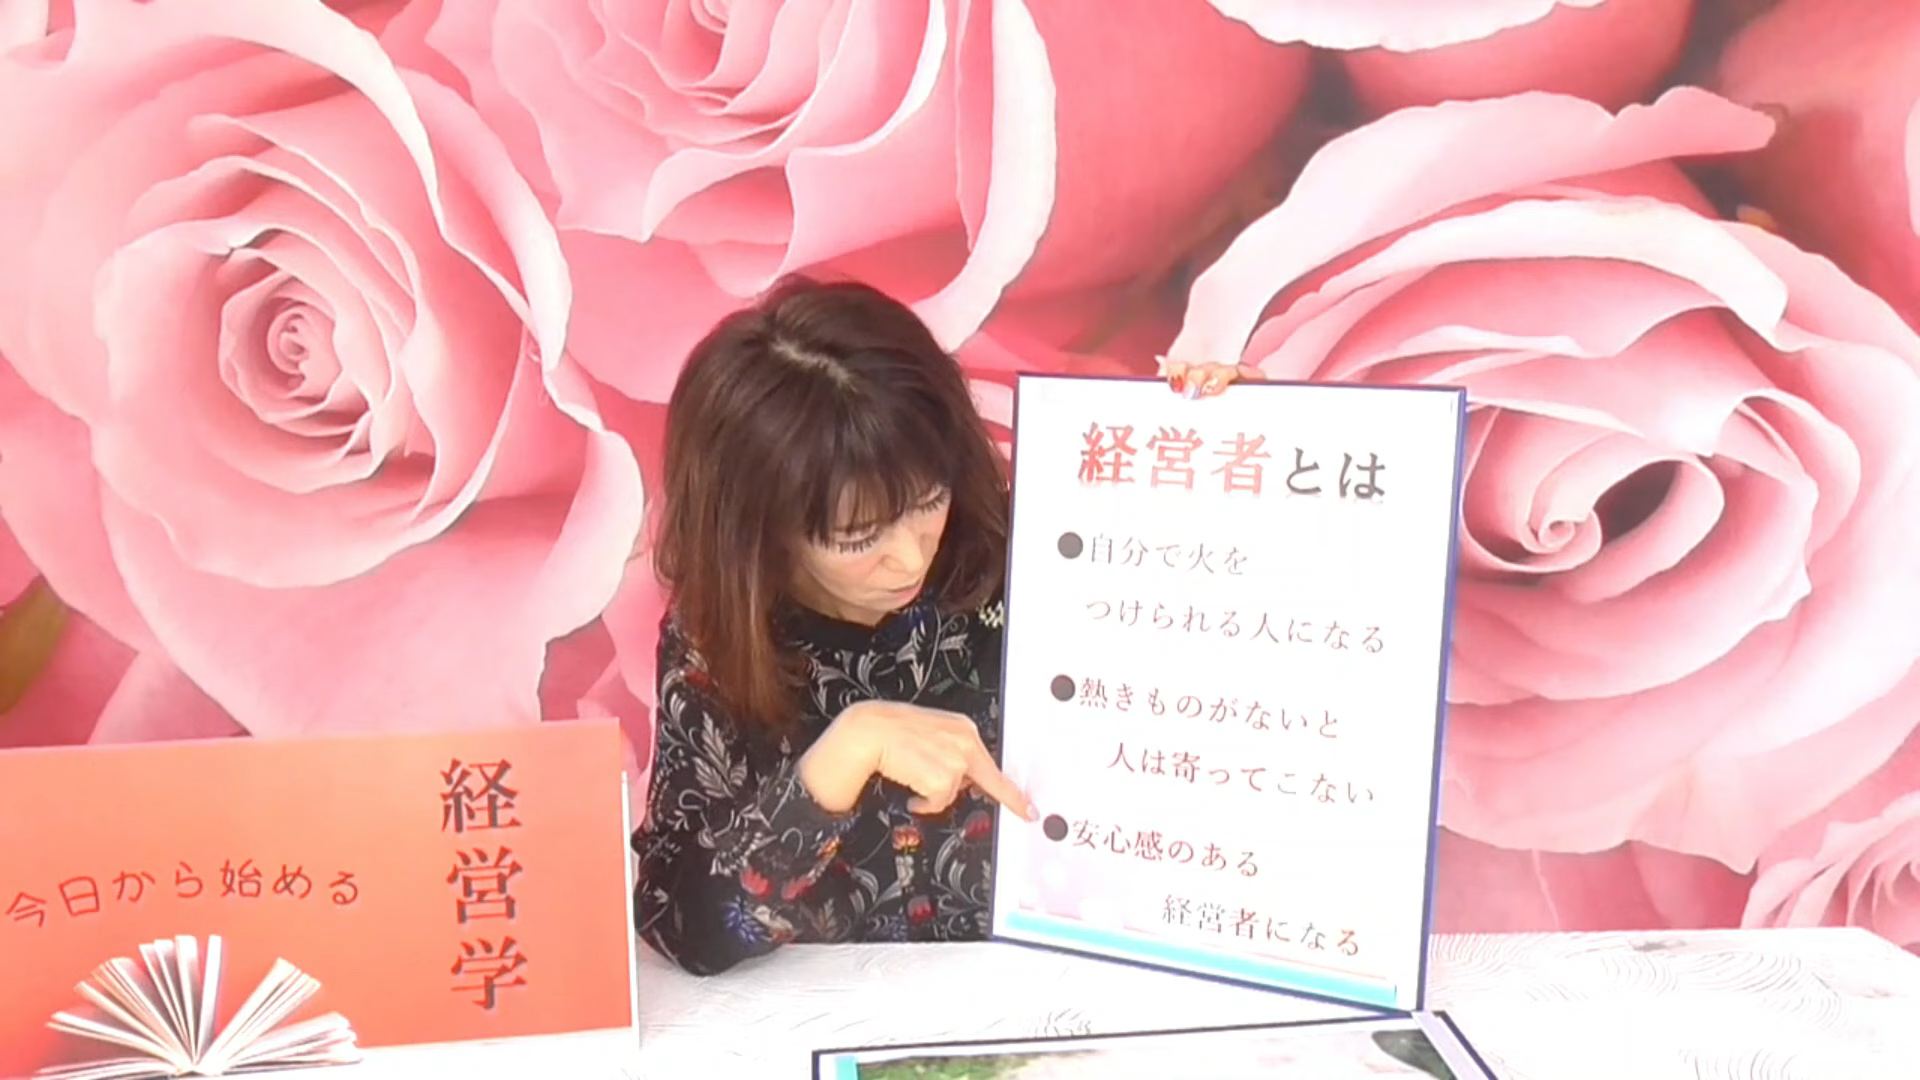 経営者とは
●自分で火を
つけられる人になる
●熱きものがないと
人は寄ってこない
●安心感のある
経営者になる
今日から始める
経営学